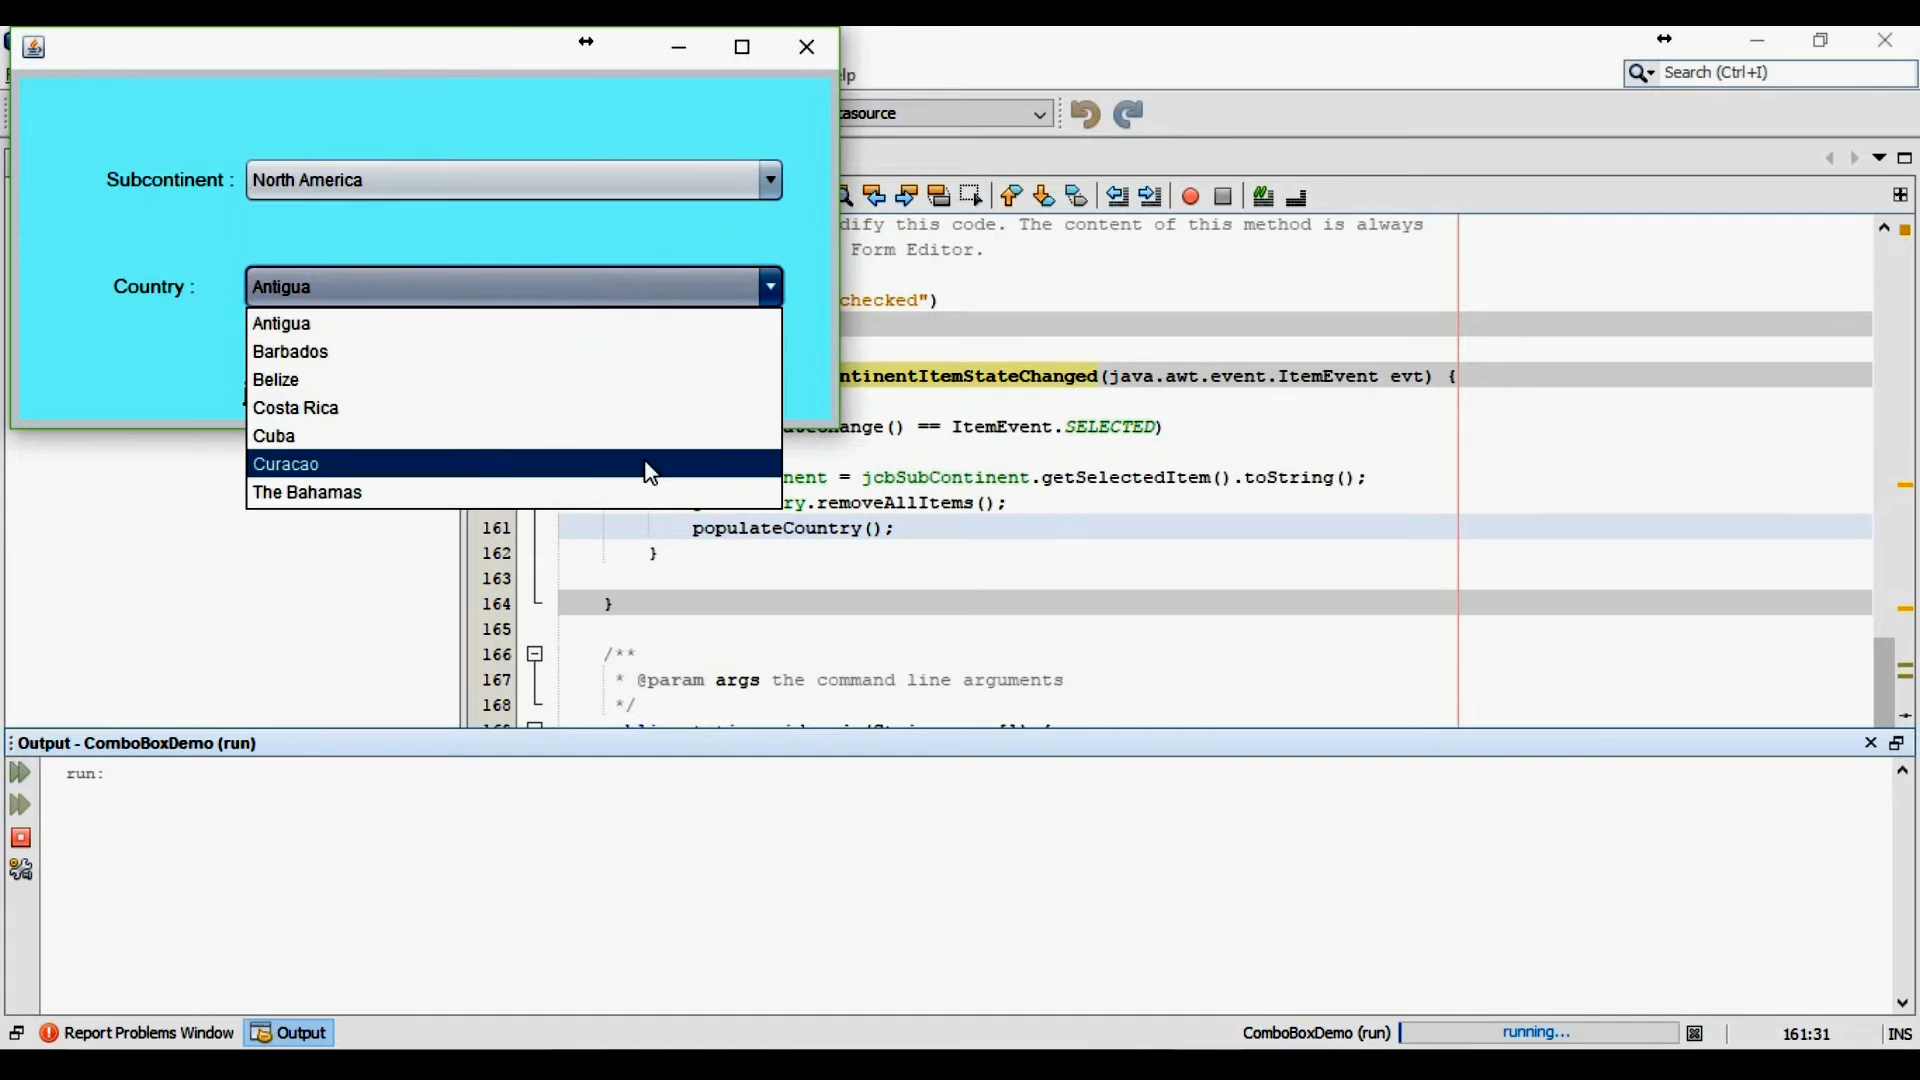 lp
Search (Ctrl+I)
asource
Subcontinent : North America
Country : Antigua
Antigua
Barbados
Belize
Costa Rica
Cuba
Curacao
The Bahamas
dify this code. The content of this method is always
Form Editor.
checked")
ntinentItemStateChanged(java.awt.event.ItemEvent evt) {
ange() == ItemEvent.SELECTED)
nent = jcbSubContinent.getSelectedItem().toString();
ry.removeAllItems();
161 populateCountry();
162 }
163
164 }
165
166 /**
167 * @param args the command line arguments
168 */
Output - ComboBoxDemo (run)
run:
Report Problems Window Output
ComboBoxDemo (run) running... 161:31 INS